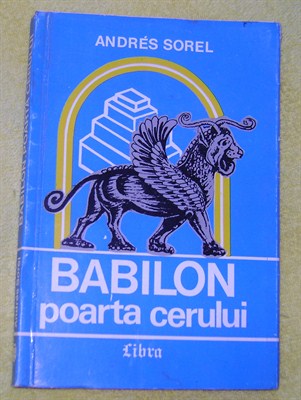 ANDRÉS SOREL
BABILON
poarta cerului
Libra